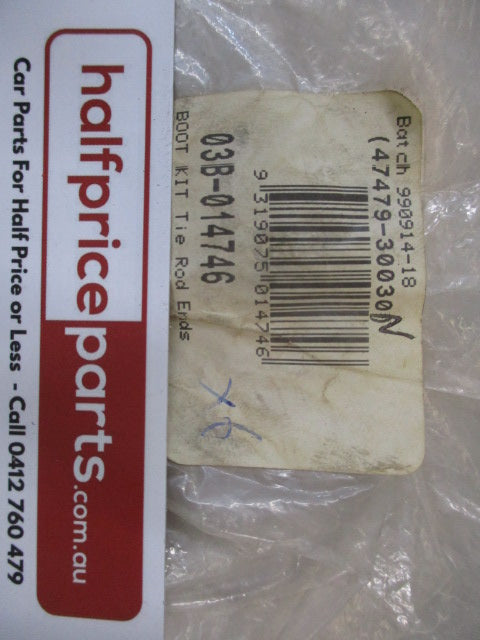 halfpriceparts.com.au
Car Parts For Half Price or Less - Call 0412 760 479
Batch 990914-18
(47479-30030N
9 319075 014746
03B-014746
BOOT KIT Tie Rod Ends
x6